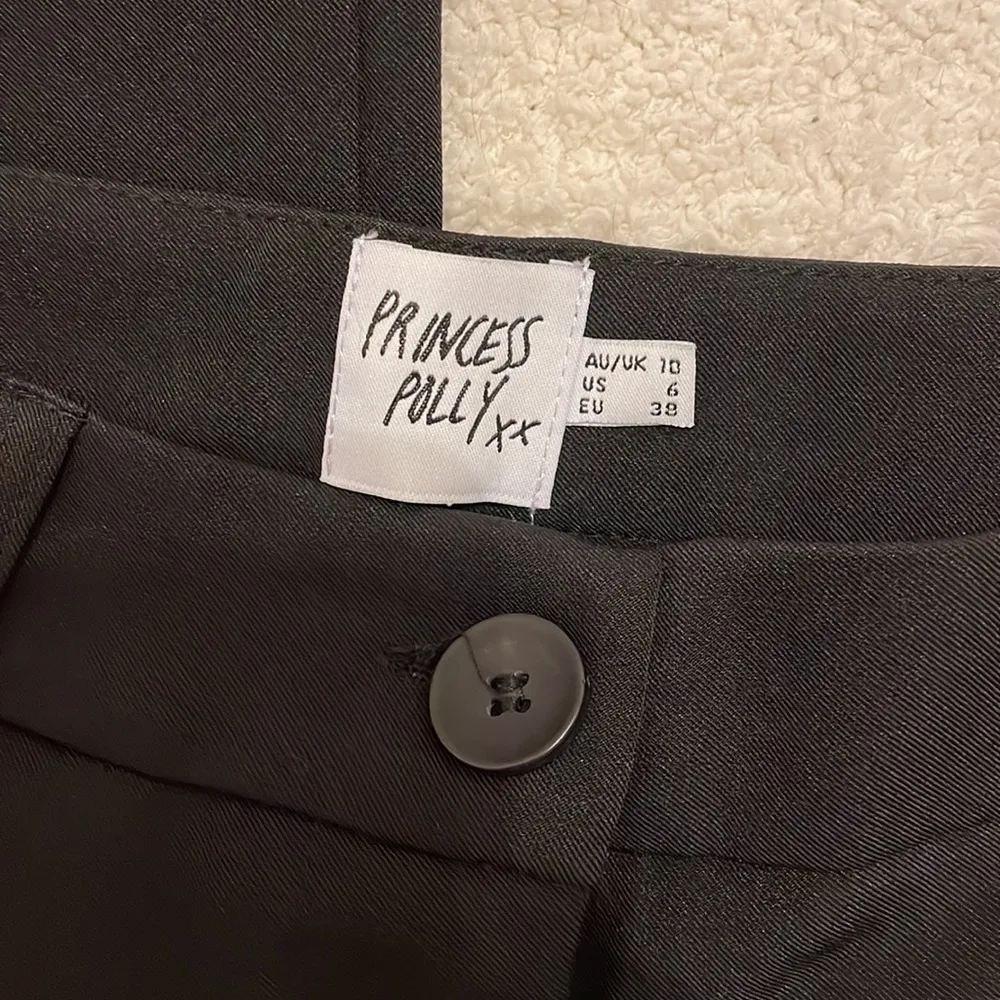 PRINCESS
POLLY xx
AU/UK 10
US 6
EU 38